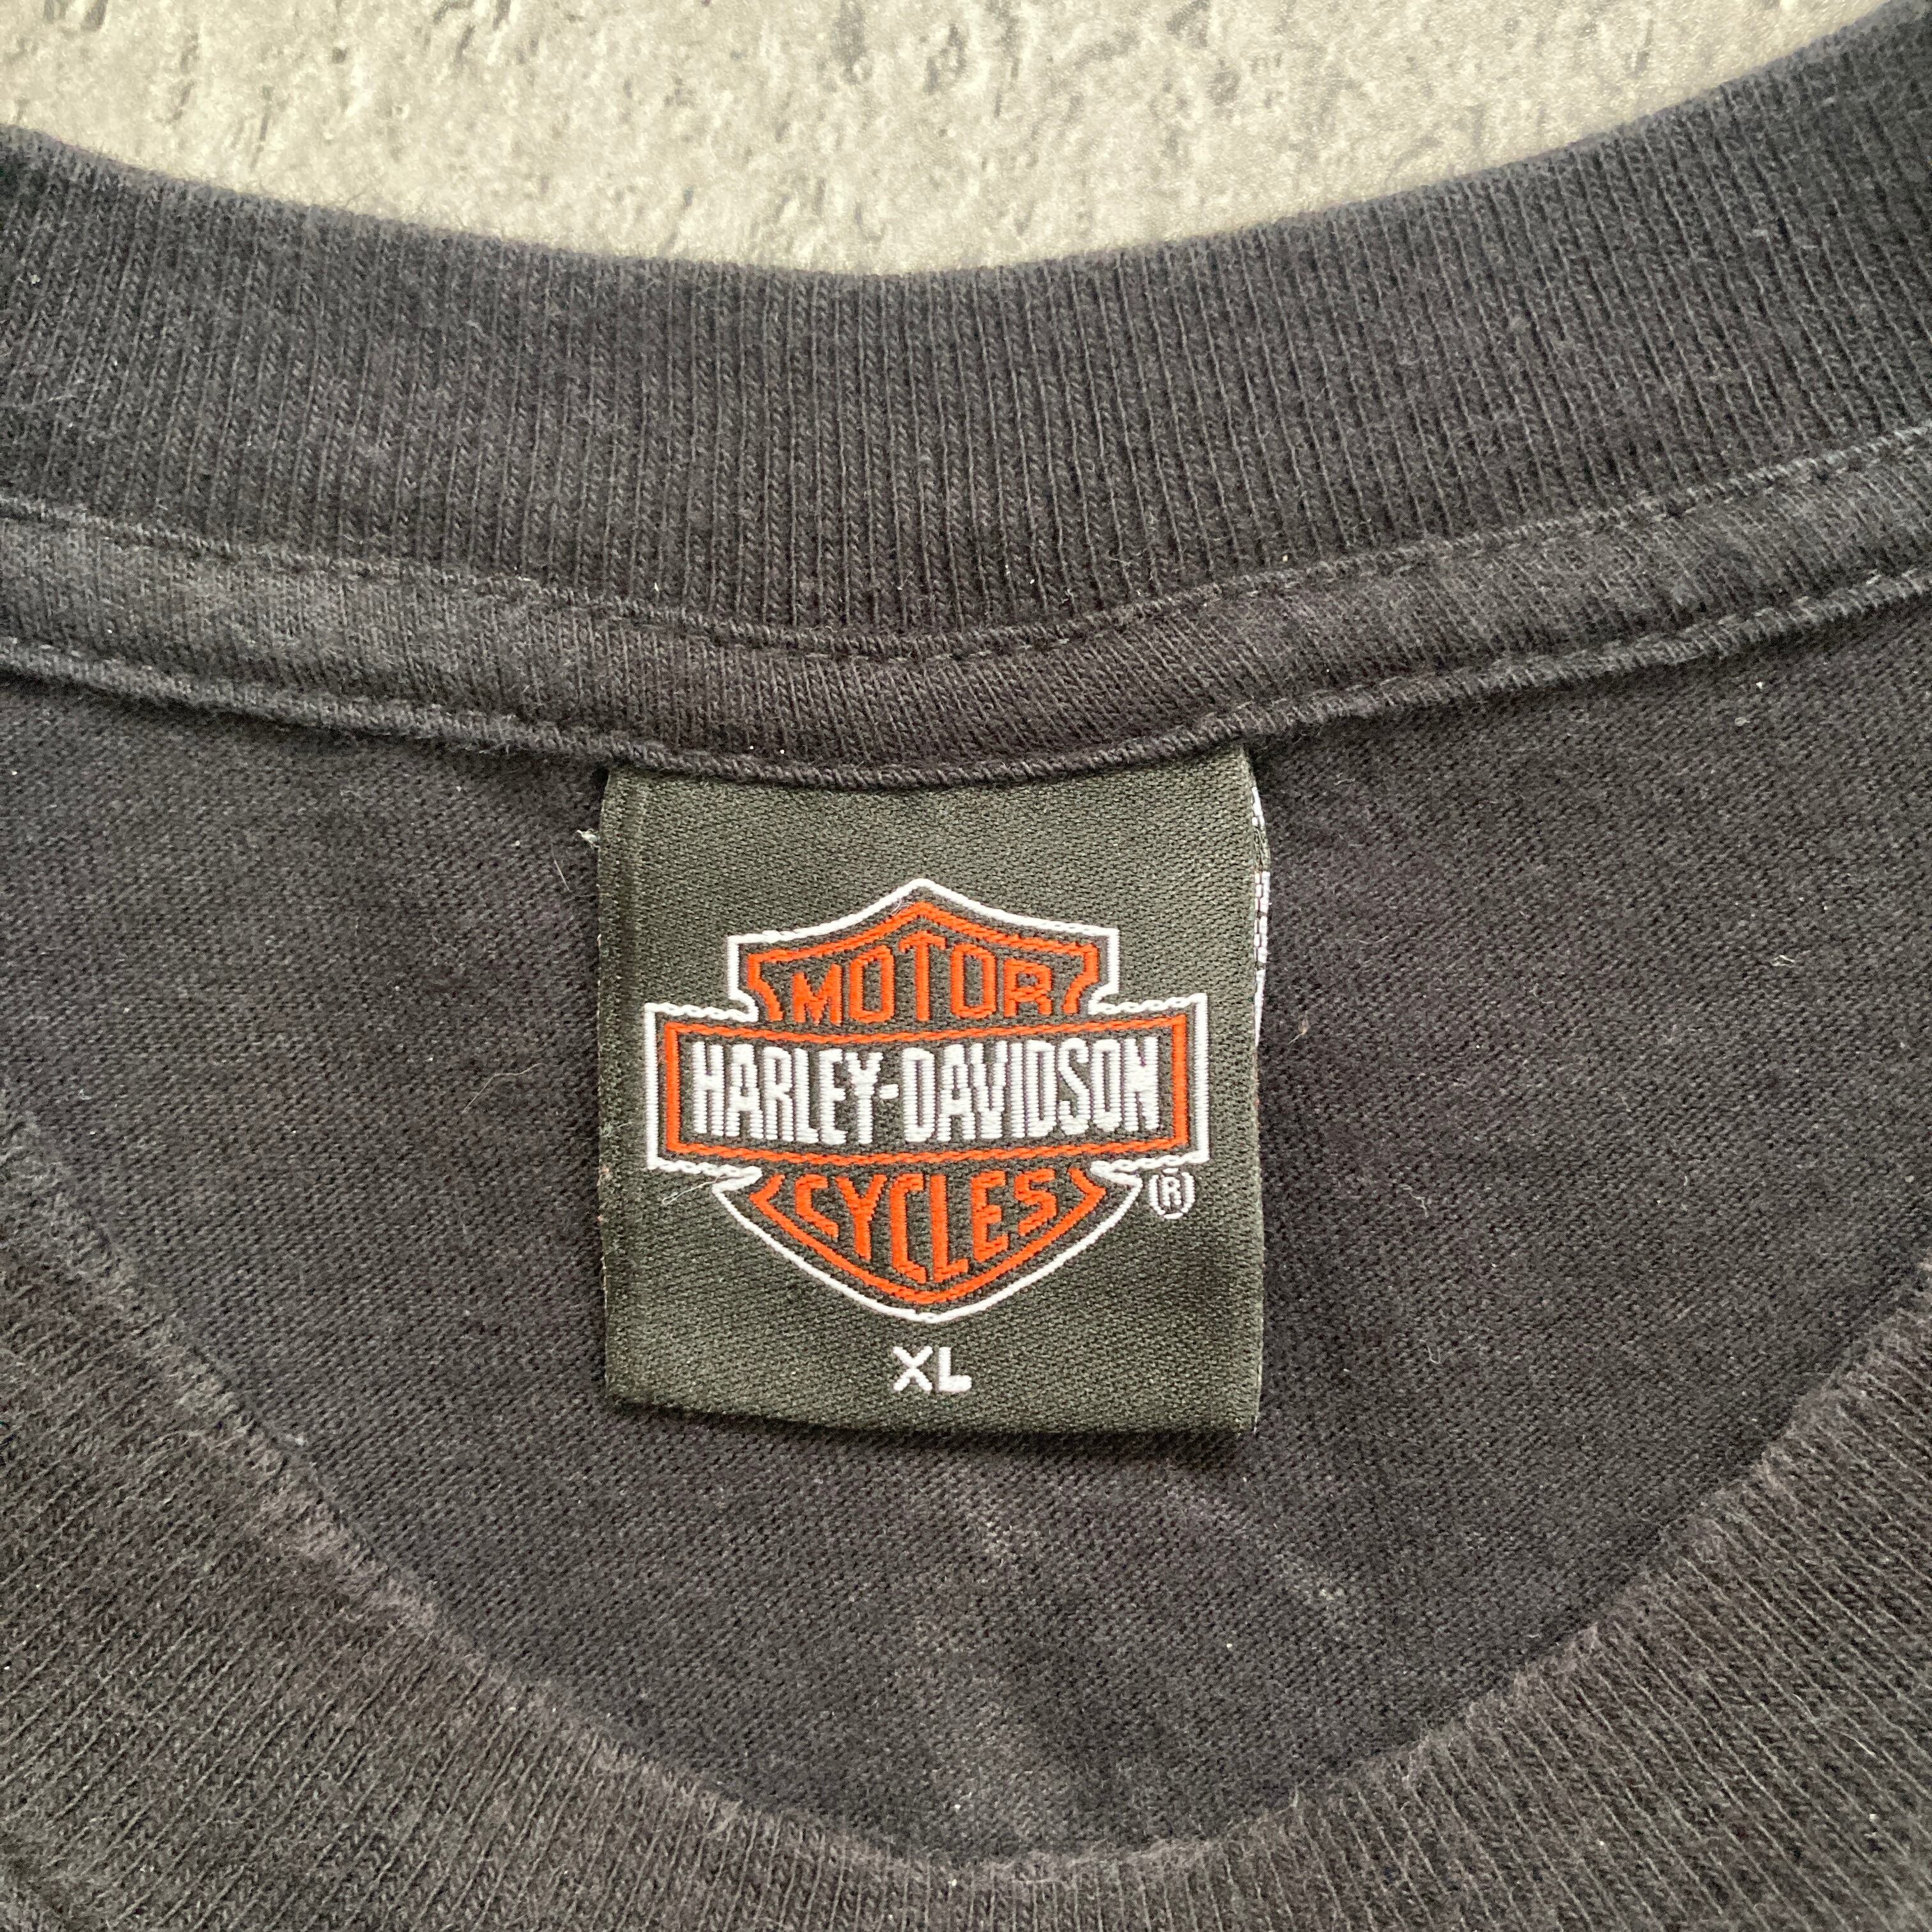 MOTOR
HARLEY-DAVIDSON
CYCLES
®
XL